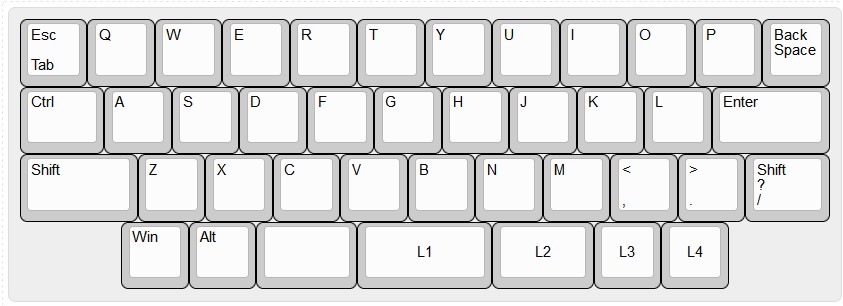 Esc Q W E R T Y U I O P Back
Tab Space
Ctrl A S D F G H J K L Enter
Shift Z X C V B N M < > Shift
?
, . /
Win Alt
L1 L2 L3 L4